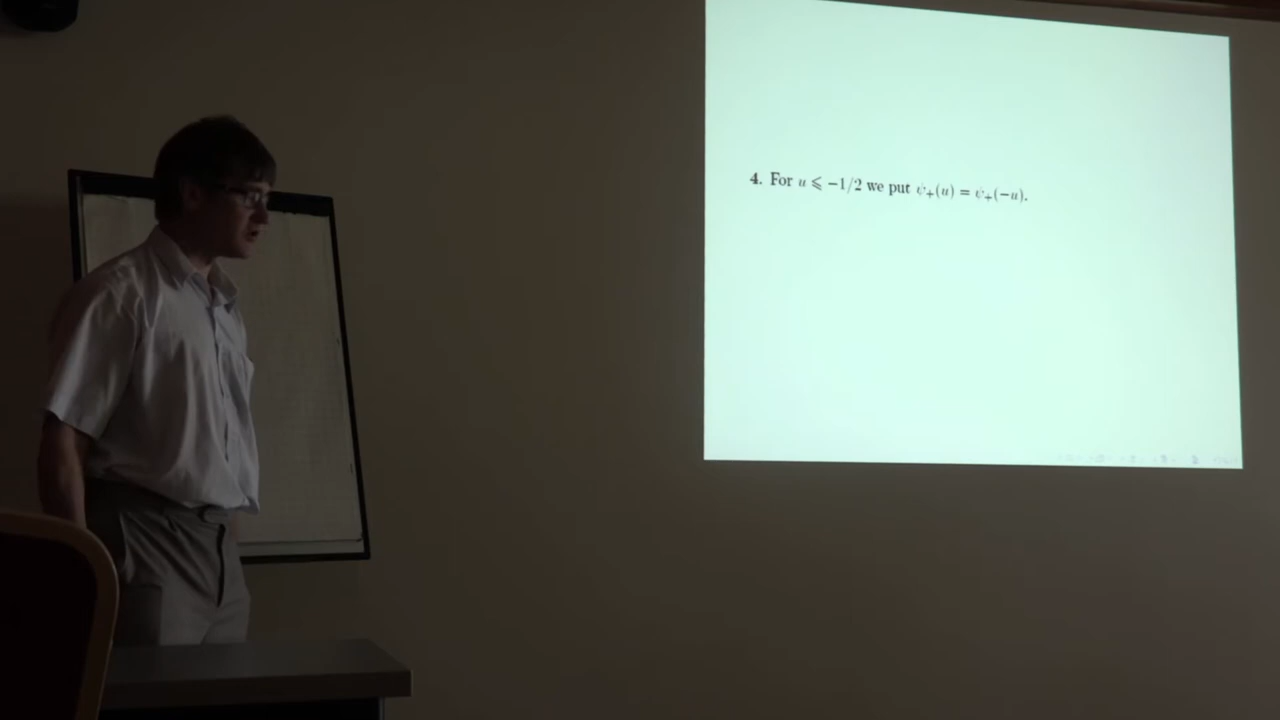 4. For u ⩽ −1/2 we put ψ₊(u) = ψ₊(−u).